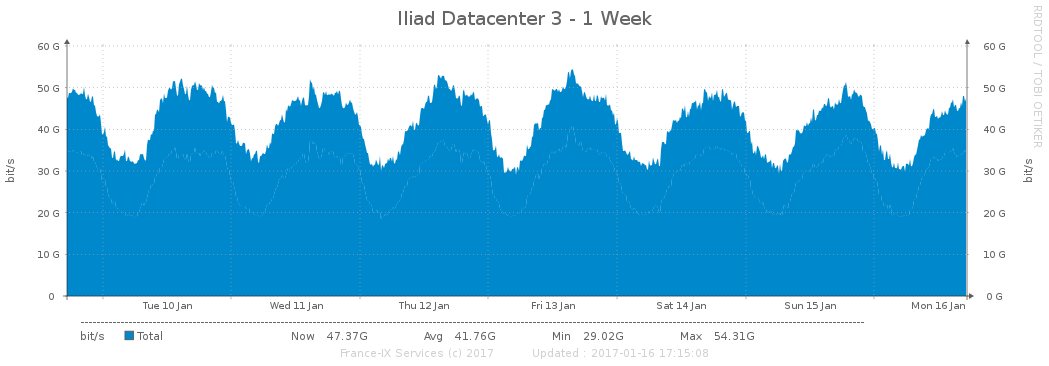 Iliad Datacenter 3 - 1 Week
RRDTOOL / TOBI OETIKER
60 G 60 G
50 G 50 G
40 G 40 G
30 G 30 G
20 G 20 G
10 G 10 G
0 0 G
bit/s bit/s
Tue 10 Jan Wed 11 Jan Thu 12 Jan Fri 13 Jan Sat 14 Jan Sun 15 Jan Mon 16 Jan
bit/s Total Now 47.37G Avg 41.76G Min 29.02G Max 54.31G
France-IX Services (c) 2017 Updated : 2017-01-16 17:15:08